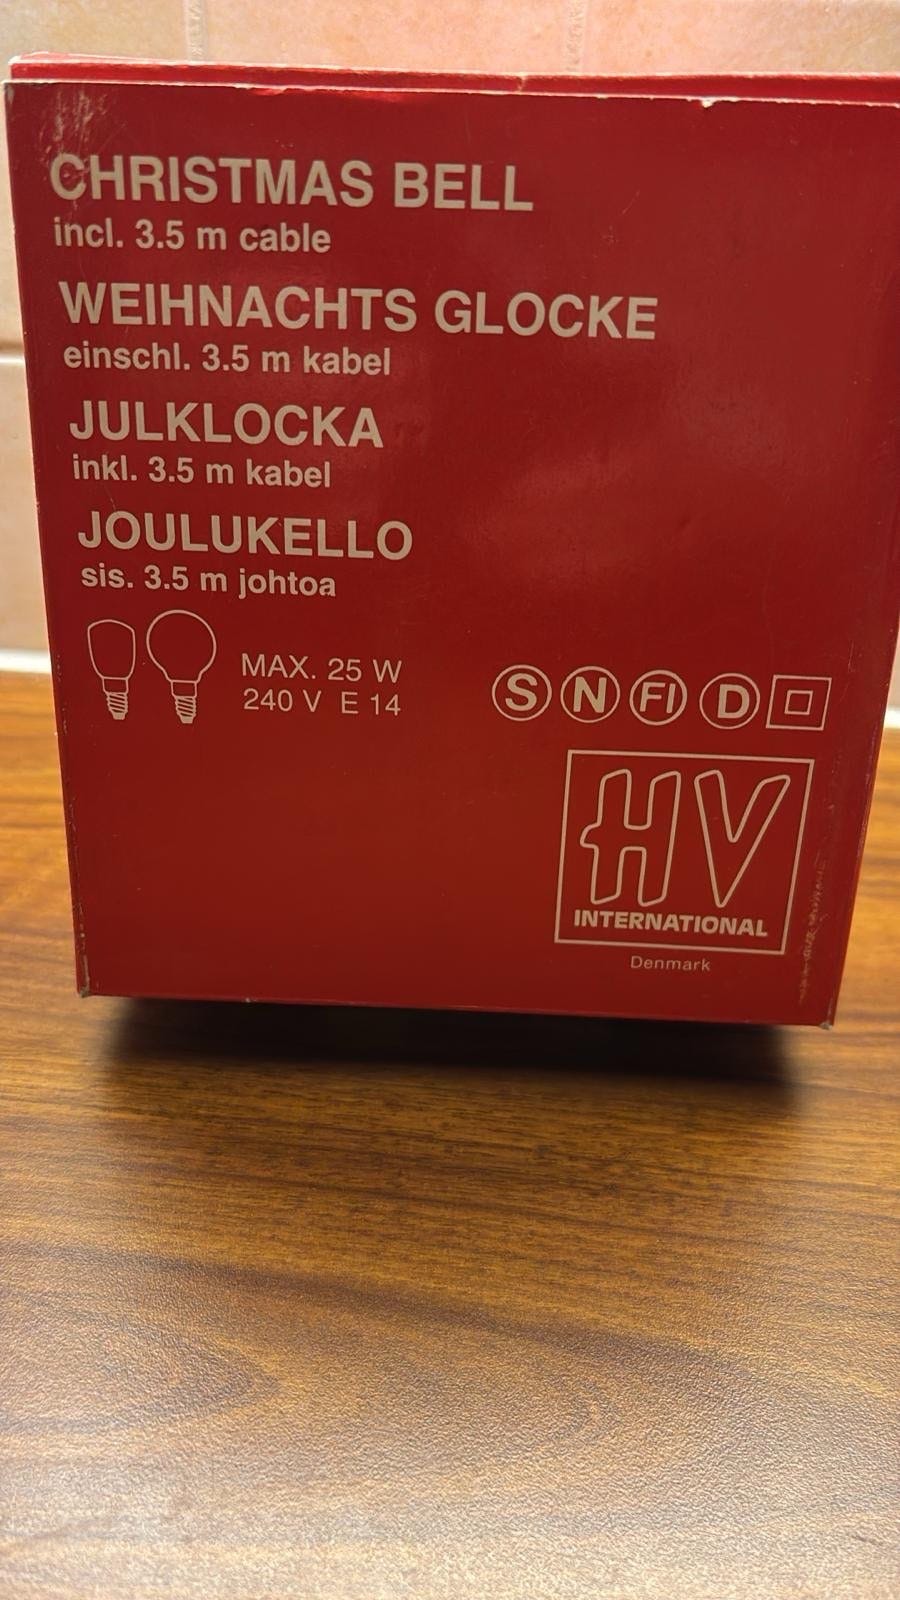 CHRISTMAS BELL
incl. 3.5 m cable
WEIHNACHTS GLOCKE
einschl. 3.5 m kabel
JULKLOCKA
inkl. 3.5 m kabel
JOULUKELLO
sis. 3.5 m johtoa
MAX. 25 W
240 V E 14
S N FI D
HV
INTERNATIONAL
Denmark